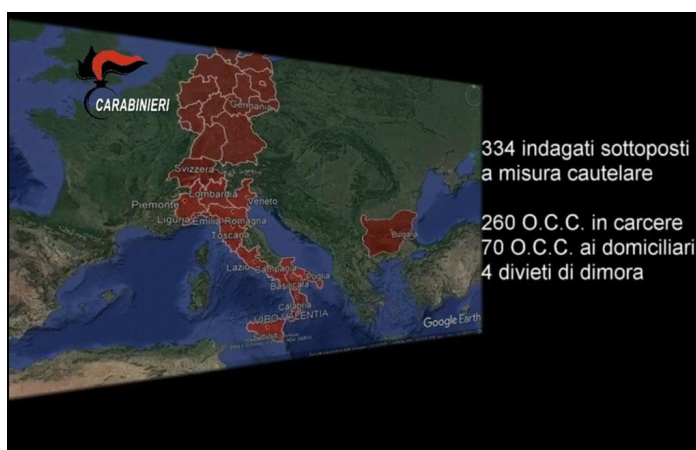 CARABINIERI
Germania
Svizzera
Lombardia
Veneto
Piemonte
Liguria
Emilia-Romagna
Toscana
Lazio
Campania
Puglia
Basilicata
Calabria
VIBO VALENTIA
Bulgaria
Google Earth
334 indagati sottoposti
a misura cautelare
260 O.C.C. in carcere
70 O.C.C. ai domiciliari
4 divieti di dimora